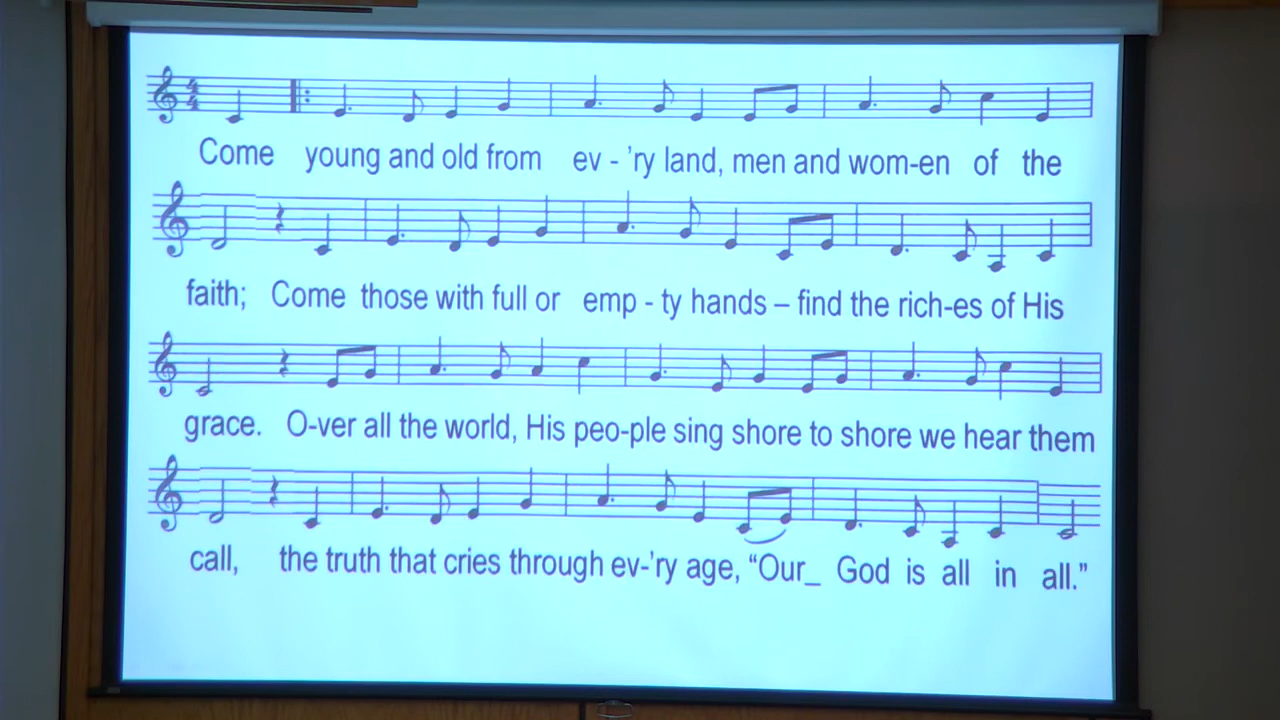 Come young and old from ev - 'ry land, men and wom-en of the
faith; Come those with full or emp - ty hands – find the rich-es of His
grace. O-ver all the world, His peo-ple sing shore to shore we hear them
call, the truth that cries through ev-'ry age, “Our_ God is all in all.”